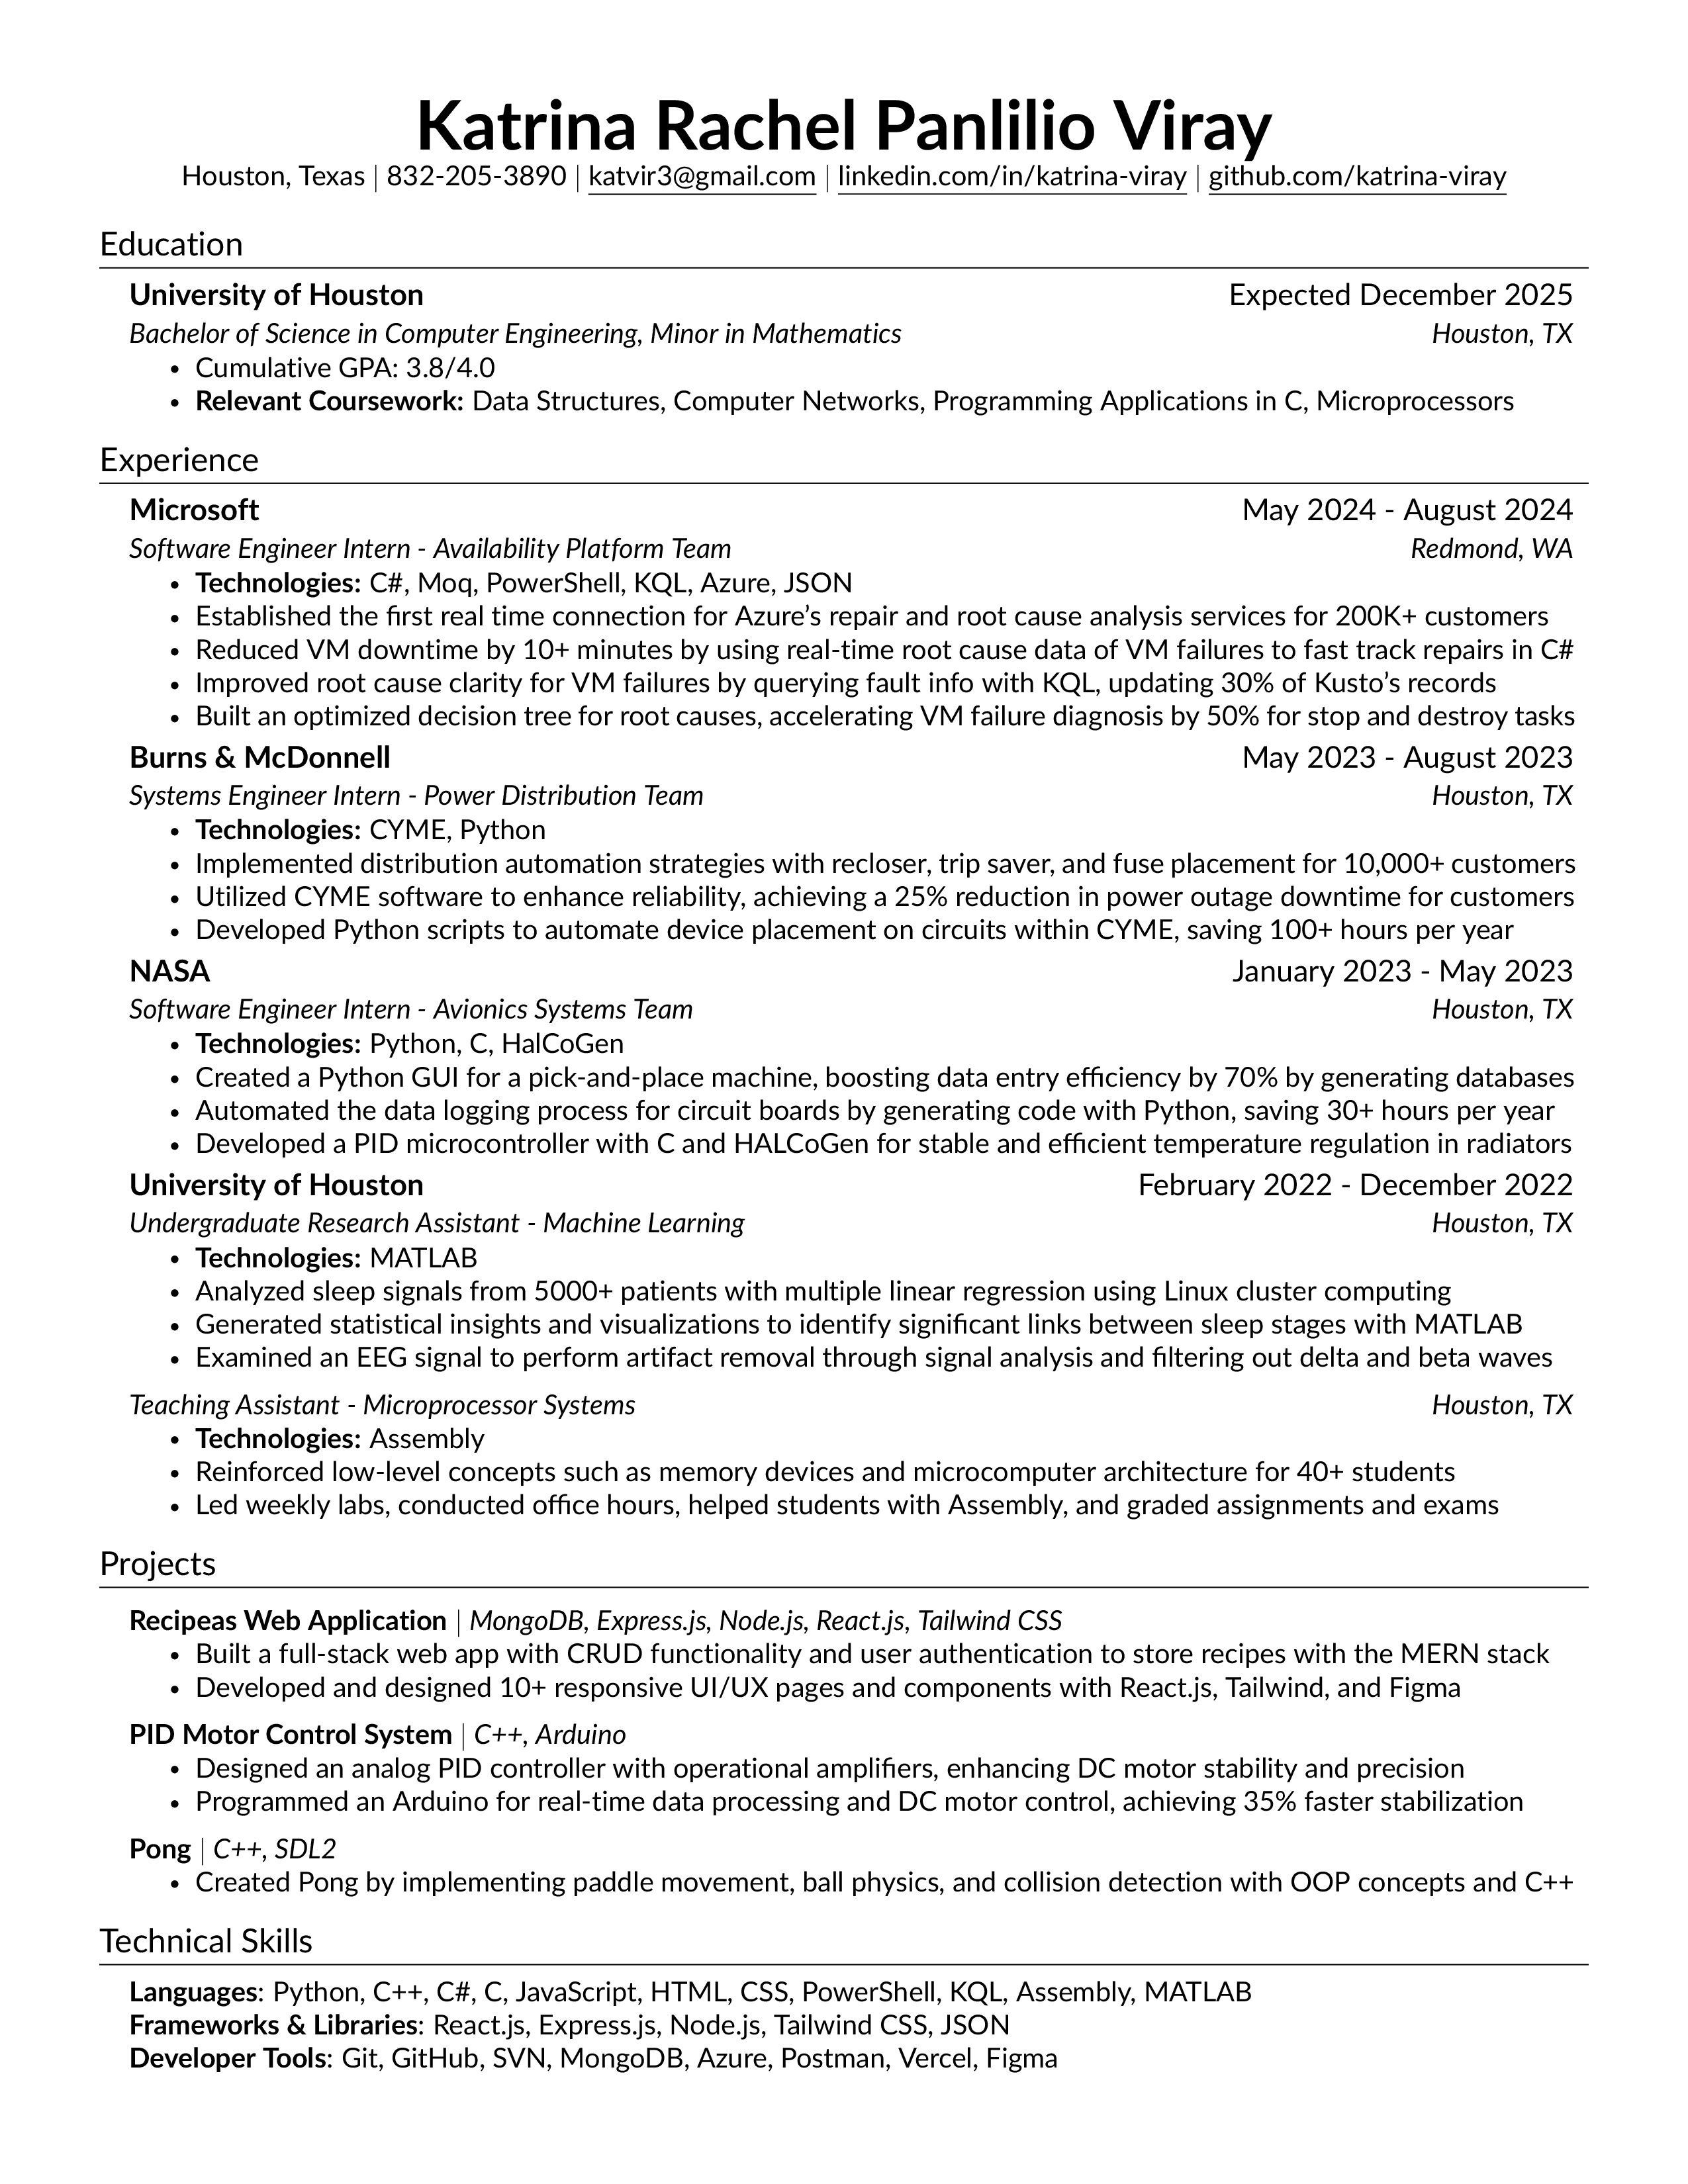 Katrina Rachel Panlilio Viray
Houston, Texas | 832-205-3890 | katvir3@gmail.com | linkedin.com/in/katrina-viray | github.com/katrina-viray
Education
University of Houston Expected December 2025
Bachelor of Science in Computer Engineering, Minor in Mathematics Houston, TX
• Cumulative GPA: 3.8/4.0
• Relevant Coursework: Data Structures, Computer Networks, Programming Applications in C, Microprocessors
Experience
Microsoft May 2024 - August 2024
Software Engineer Intern - Availability Platform Team Redmond, WA
• Technologies: C#, Moq, PowerShell, KQL, Azure, JSON
• Established the first real time connection for Azure’s repair and root cause analysis services for 200K+ customers
• Reduced VM downtime by 10+ minutes by using real-time root cause data of VM failures to fast track repairs in C#
• Improved root cause clarity for VM failures by querying fault info with KQL, updating 30% of Kusto’s records
• Built an optimized decision tree for root causes, accelerating VM failure diagnosis by 50% for stop and destroy tasks
Burns & McDonnell May 2023 - August 2023
Systems Engineer Intern - Power Distribution Team Houston, TX
• Technologies: CYME, Python
• Implemented distribution automation strategies with recloser, trip saver, and fuse placement for 10,000+ customers
• Utilized CYME software to enhance reliability, achieving a 25% reduction in power outage downtime for customers
• Developed Python scripts to automate device placement on circuits within CYME, saving 100+ hours per year
NASA January 2023 - May 2023
Software Engineer Intern - Avionics Systems Team Houston, TX
• Technologies: Python, C, HalCoGen
• Created a Python GUI for a pick-and-place machine, boosting data entry efficiency by 70% by generating databases
• Automated the data logging process for circuit boards by generating code with Python, saving 30+ hours per year
• Developed a PID microcontroller with C and HALCoGen for stable and efficient temperature regulation in radiators
University of Houston February 2022 - December 2022
Undergraduate Research Assistant - Machine Learning Houston, TX
• Technologies: MATLAB
• Analyzed sleep signals from 5000+ patients with multiple linear regression using Linux cluster computing
• Generated statistical insights and visualizations to identify significant links between sleep stages with MATLAB
• Examined an EEG signal to perform artifact removal through signal analysis and filtering out delta and beta waves
Teaching Assistant - Microprocessor Systems Houston, TX
• Technologies: Assembly
• Reinforced low-level concepts such as memory devices and microcomputer architecture for 40+ students
• Led weekly labs, conducted office hours, helped students with Assembly, and graded assignments and exams
Projects
Recipeas Web Application | MongoDB, Express.js, Node.js, React.js, Tailwind CSS
• Built a full-stack web app with CRUD functionality and user authentication to store recipes with the MERN stack
• Developed and designed 10+ responsive UI/UX pages and components with React.js, Tailwind, and Figma
PID Motor Control System | C++, Arduino
• Designed an analog PID controller with operational amplifiers, enhancing DC motor stability and precision
• Programmed an Arduino for real-time data processing and DC motor control, achieving 35% faster stabilization
Pong | C++, SDL2
• Created Pong by implementing paddle movement, ball physics, and collision detection with OOP concepts and C++
Technical Skills
Languages: Python, C++, C#, C, JavaScript, HTML, CSS, PowerShell, KQL, Assembly, MATLAB
Frameworks & Libraries: React.js, Express.js, Node.js, Tailwind CSS, JSON
Developer Tools: Git, GitHub, SVN, MongoDB, Azure, Postman, Vercel, Figma